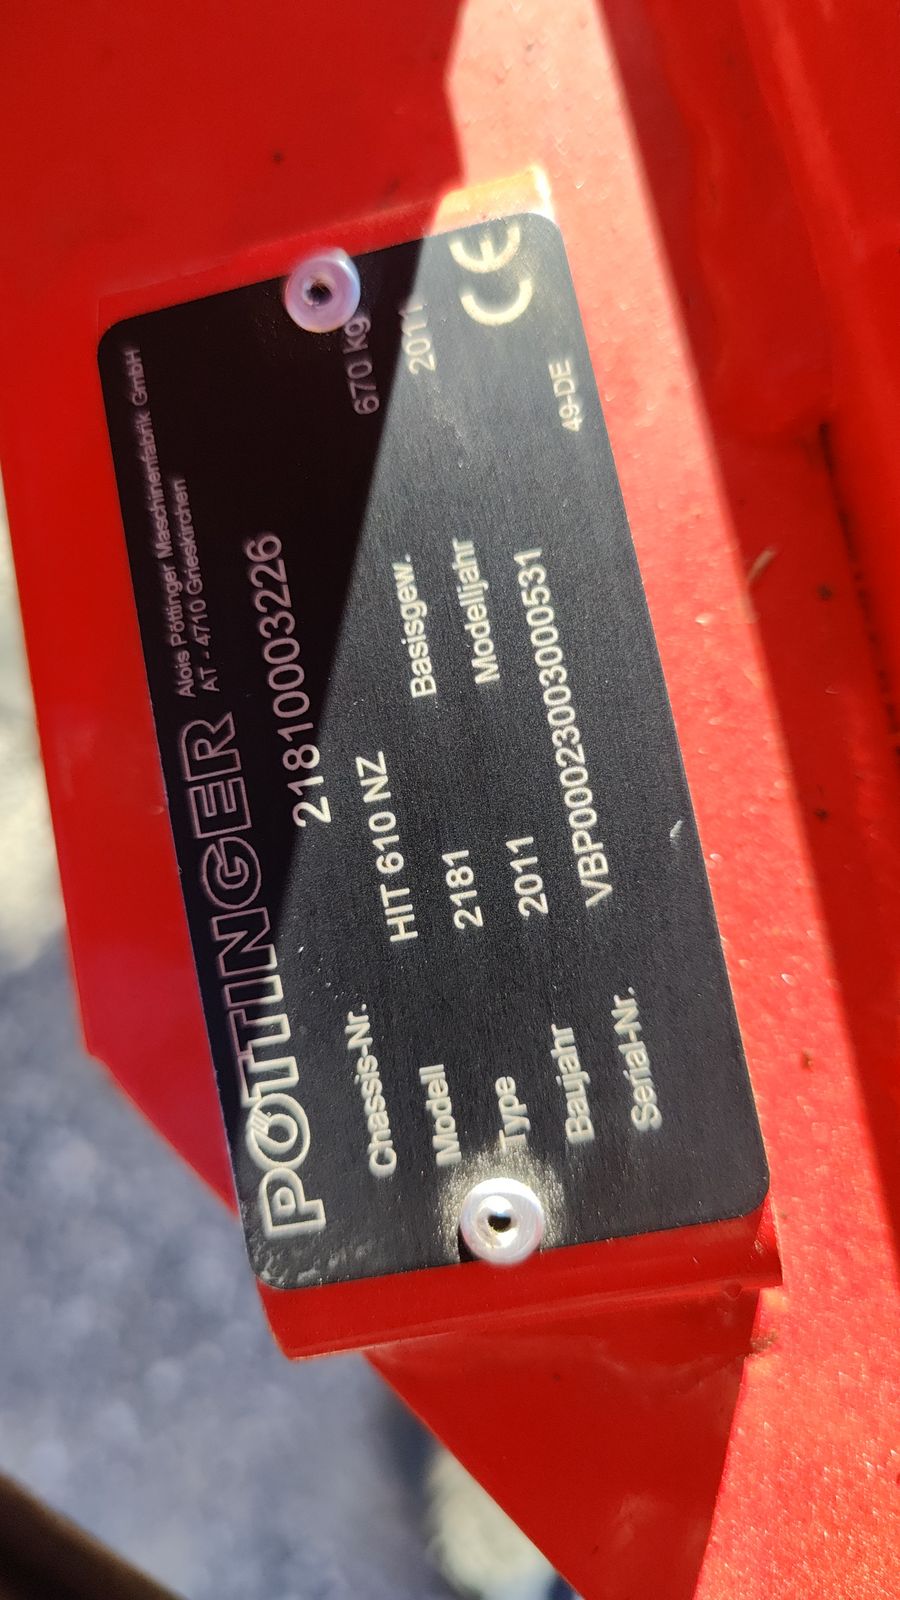 PÖTTINGER
Alois Pöttinger Maschinenfabrik GmbH
AT - 4710 Grieskirchen
Chassis-Nr. 21810003226
Modell HIT 610 NZ
Type 2181 Basisgew. 670 kg
Baujahr 2011 Modelljahr 2011
Serial-Nr. VBP00023003000531
49-DE
CE